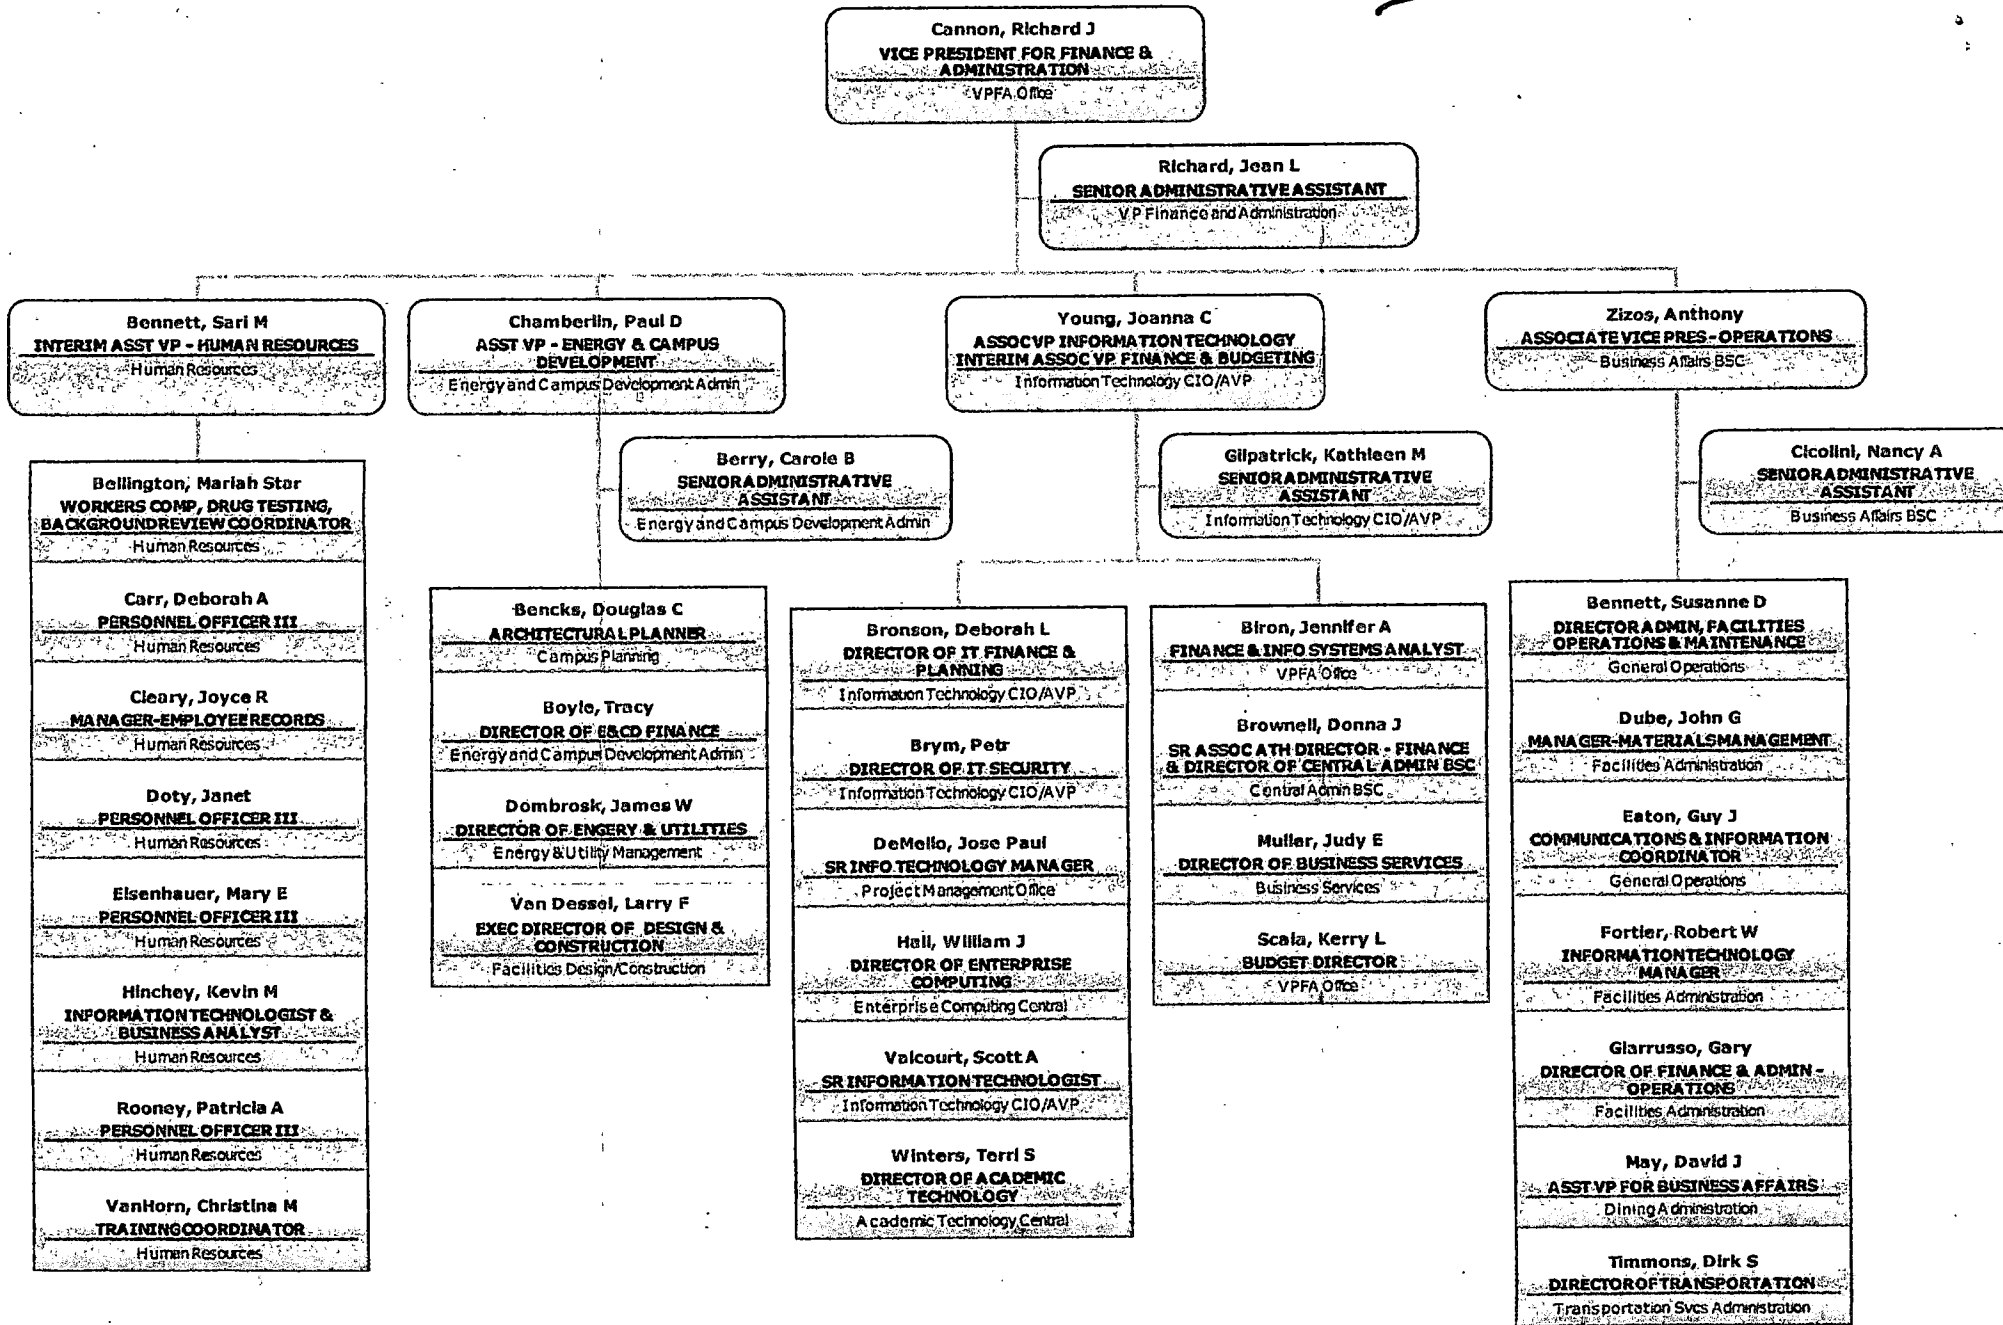 Cannon, Richard J
VICE PRESIDENT FOR FINANCE &
ADMINISTRATION
VPFA Office
Richard, Jean L
SENIOR ADMINISTRATIVE ASSISTANT
VP Finance and Administration
Bennett, Sari M
INTERIM ASST VP - HUMAN RESOURCES
Human Resources
Chamberlin, Paul D
ASST VP - ENERGY & CAMPUS
DEVELOPMENT
Energy and Campus Development Admin
Young, Joanna C
ASSOC VP INFORMATION TECHNOLOGY
INTERIM ASSOC VP FINANCE & BUDGETING
Information Technology CIO/AVP
Zizos, Anthony
ASSOCIATE VICE PRES - OPERATIONS
Business Affairs BSC
Berry, Carole B
SENIOR ADMINISTRATIVE
ASSISTANT
Energy and Campus Development Admin
Gilpatrick, Kathleen M
SENIOR ADMINISTRATIVE
ASSISTANT
Information Technology CIO/AVP
Cicolini, Nancy A
SENIOR ADMINISTRATIVE
ASSISTANT
Business Affairs BSC
Bellington, Mariah Star
WORKERS COMP, DRUG TESTING,
BACKGROUND REVIEW COORDINATOR
Human Resources
Carr, Deborah A
PERSONNEL OFFICER III
Human Resources
Cleary, Joyce R
MANAGER-EMPLOYEE RECORDS
Human Resources
Doty, Janet
PERSONNEL OFFICER III
Human Resources
Eisenhauer, Mary E
PERSONNEL OFFICER III
Human Resources
Hinchey, Kevin M
INFORMATION TECHNOLOGIST &
BUSINESS ANALYST
Human Resources
Rooney, Patricia A
PERSONNEL OFFICER III
Human Resources
VanHorn, Christina M
TRAINING COORDINATOR
Human Resources
Bencks, Douglas C
ARCHITECTURAL PLANNER
Campus Planning
Boyle, Tracy
DIRECTOR OF E&CD FINANCE
Energy and Campus Development Admin
Dombrosk, James W
DIRECTOR OF ENGERY & UTILITIES
Energy & Utility Management
Van Dessel, Larry F
EXEC DIRECTOR OF DESIGN &
CONSTRUCTION
Facilities Design/Construction
Bronson, Deborah L
DIRECTOR OF IT FINANCE &
PLANNING
Information Technology CIO/AVP
Brym, Petr
DIRECTOR OF IT SECURITY
Information Technology CIO/AVP
DeMello, Jose Paul
SR INFO TECHNOLOGY MANAGER
Project Management Office
Hall, William J
DIRECTOR OF ENTERPRISE
COMPUTING
Enterprise Computing Central
Valcourt, Scott A
SR INFORMATION TECHNOLOGIST
Information Technology CIO/AVP
Winters, Terri S
DIRECTOR OF ACADEMIC
TECHNOLOGY
Academic Technology Central
Biron, Jennifer A
FINANCE & INFO SYSTEMS ANALYST
VPFA Office
Brownell, Donna J
SR ASSOC ATH DIRECTOR - FINANCE
& DIRECTOR OF CENTRAL ADMIN BSC
Central Admin BSC
Muller, Judy E
DIRECTOR OF BUSINESS SERVICES
Business Services
Scala, Kerry L
BUDGET DIRECTOR
VPFA Office
Bennett, Susanne D
DIRECTOR ADMIN, FACILITIES
OPERATIONS & MAINTENANCE
General Operations
Dube, John G
MANAGER-MATERIALS MANAGEMENT
Facilities Administration
Eaton, Guy J
COMMUNICATIONS & INFORMATION
COORDINATOR
General Operations
Fortier, Robert W
INFORMATION TECHNOLOGY
MANAGER
Facilities Administration
Giarrusso, Gary
DIRECTOR OF FINANCE & ADMIN -
OPERATIONS
Facilities Administration
May, David J
ASST VP FOR BUSINESS AFFAIRS
Dining Administration
Timmons, Dirk S
DIRECTOR OF TRANSPORTATION
Transportation Svcs Administration